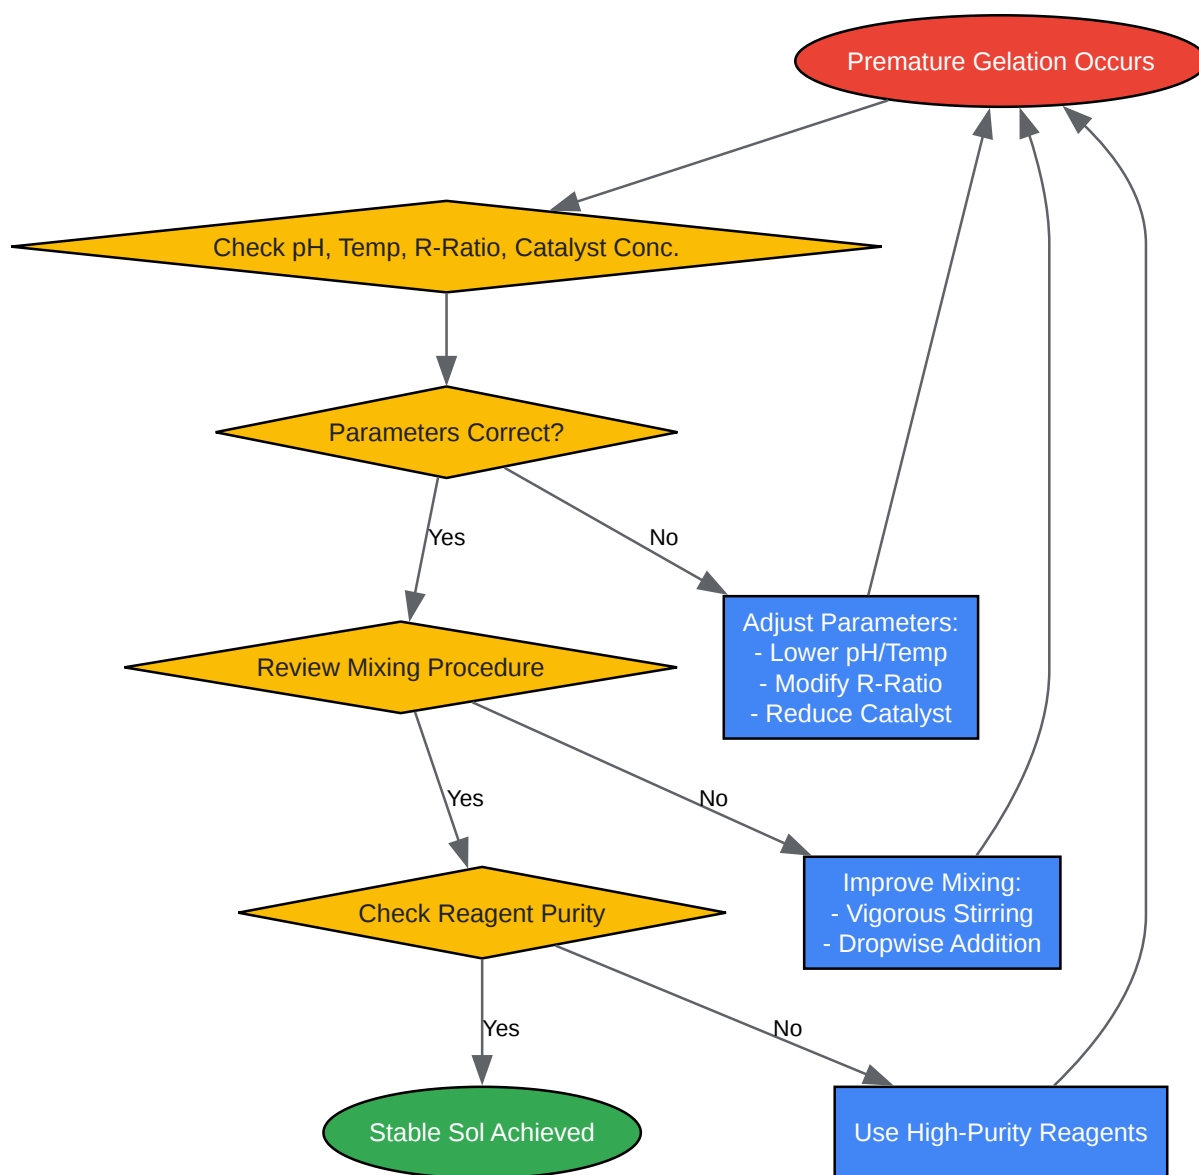 Premature Gelation Occurs
Check pH, Temp, R-Ratio, Catalyst Conc.
Parameters Correct?
Yes
No
Adjust Parameters:
- Lower pH/Temp
- Modify R-Ratio
- Reduce Catalyst
Review Mixing Procedure
Yes
No
Improve Mixing:
- Vigorous Stirring
- Dropwise Addition
Check Reagent Purity
Yes
No
Stable Sol Achieved
Use High-Purity Reagents